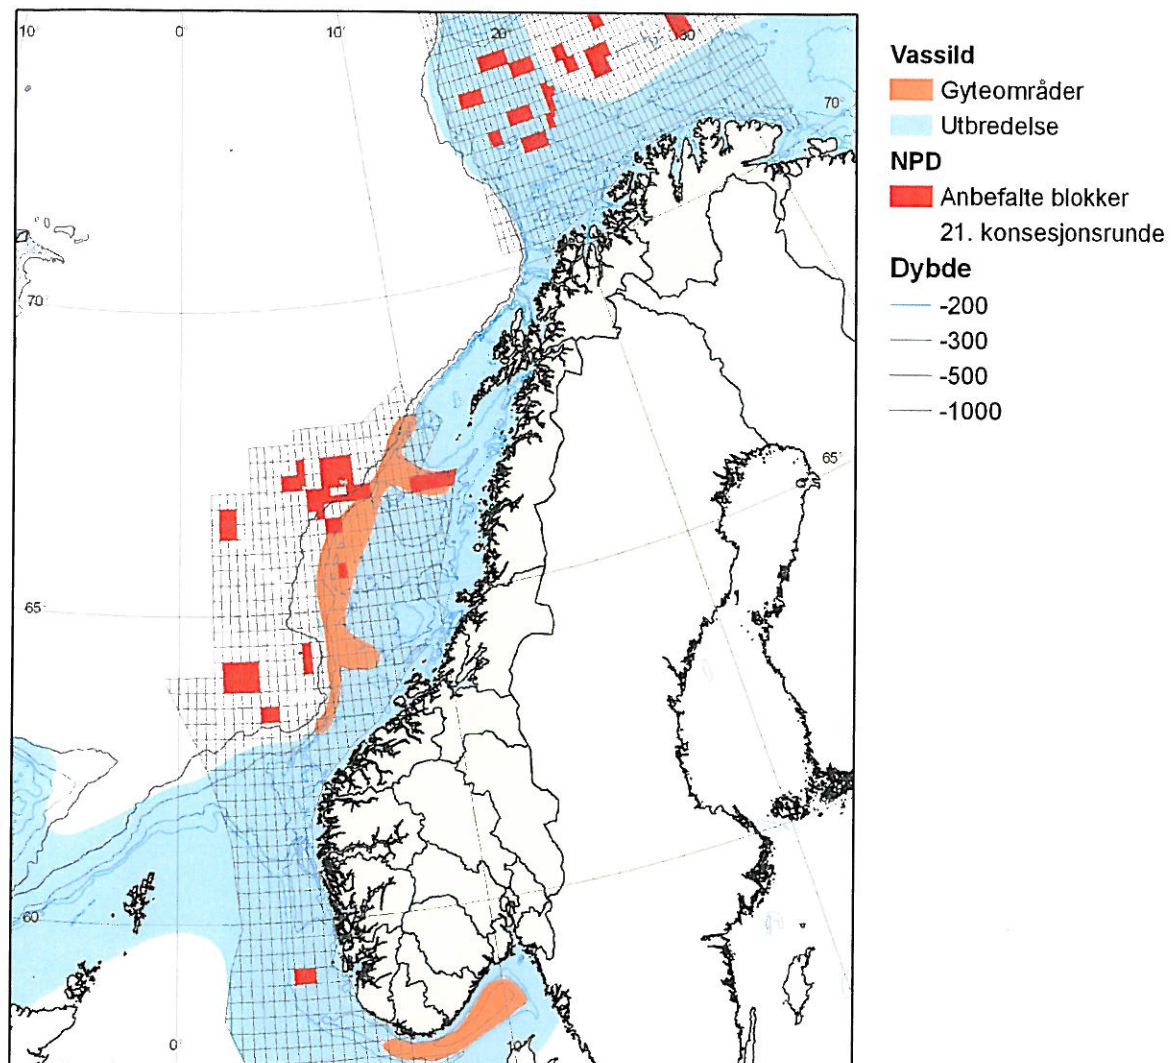 10°
0°
10°
20°
30°
70°
70°
65°
65°
60°
0°
10°
Vassild
Gyteområder
Utbredelse
NPD
Anbefalte blokker
21. konsesjonsrunde
Dybde
-200
-300
-500
-1000